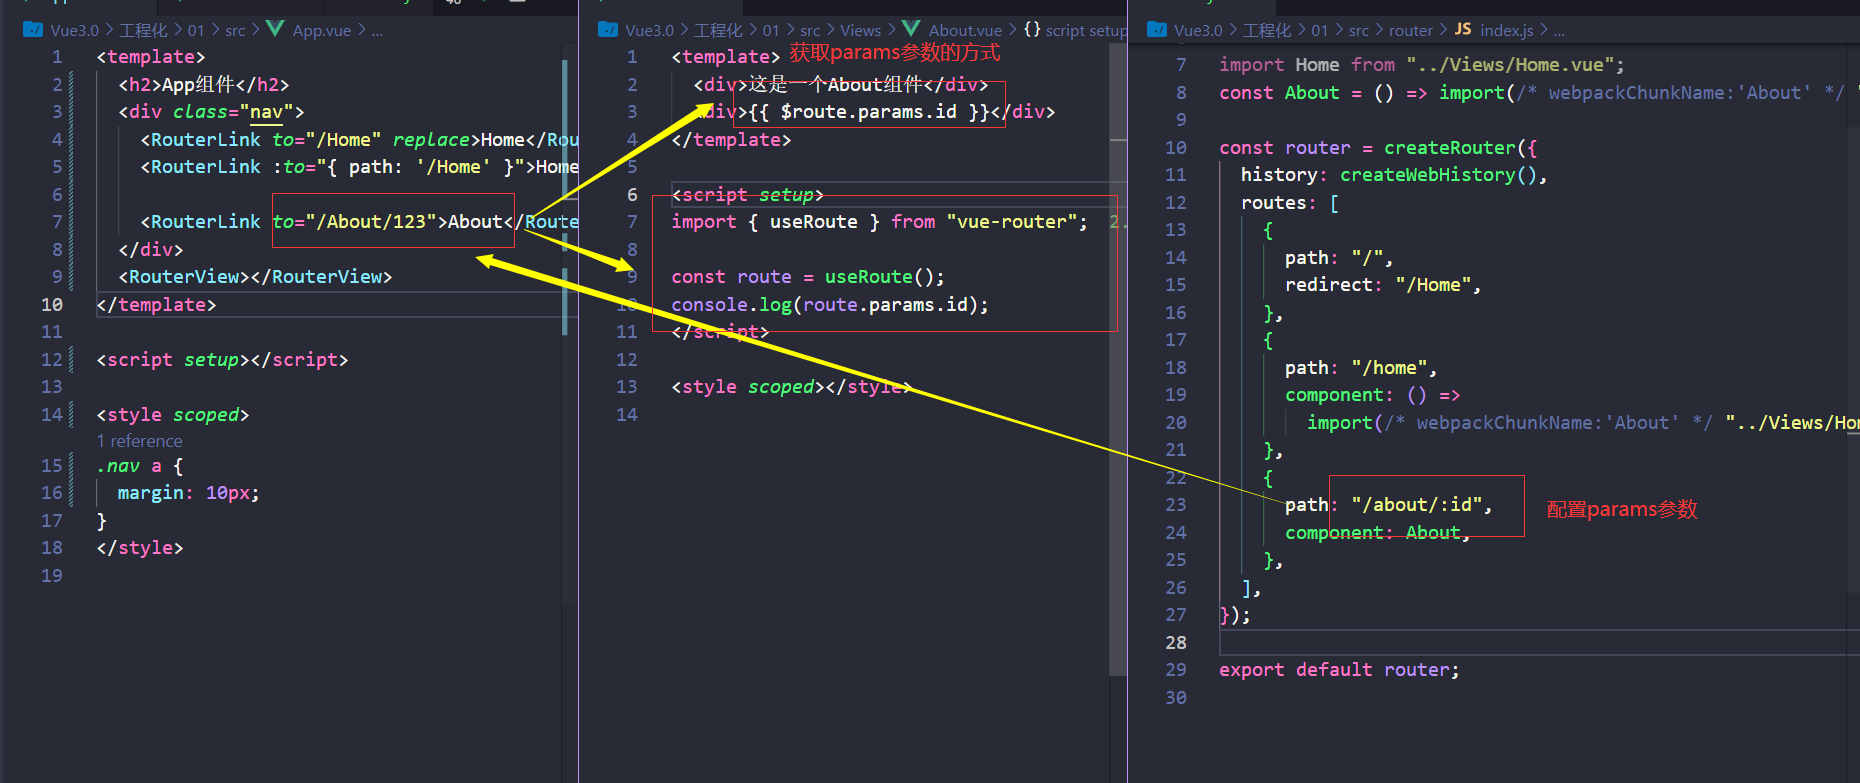 Vue3.0 > 工程化 > 01 > src > App.vue > ...
1 <template>
2 <h2>App组件</h2>
3 <div class="nav">
4 <RouterLink to="/Home" replace>Home</Rou
5 <RouterLink :to="{ path: '/Home' }">Home
6
7 <RouterLink to="/About/123">About</Route
8 </div>
9 <RouterView></RouterView>
10 </template>
11
12 <script setup></script>
13
14 <style scoped>
1 reference
15 .nav a {
16 margin: 10px;
17 }
18 </style>
19
Vue3.0 > 工程化 > 01 > src > Views > About.vue > {} script setup
获取params参数的方式
1 <template>
2 <div>这是一个About组件</div>
3 <div>{{ $route.params.id }}</div>
4 </template>
5
6 <script setup>
7 import { useRoute } from "vue-router"; 2.
8
9 const route = useRoute();
10 console.log(route.params.id);
11 </script>
12
13 <style scoped></style>
14
Vue3.0 > 工程化 > 01 > src > router > JS index.js > ...
7 import Home from "../Views/Home.vue";
8 const About = () => import(/* webpackChunkName:'About' */ "
9
10 const router = createRouter({
11 history: createWebHistory(),
12 routes: [
13 {
14 path: "/",
15 redirect: "/Home",
16 },
17 {
18 path: "/home",
19 component: () =>
20 import(/* webpackChunkName:'About' */ "../Views/Hom
21 },
22 {
23 path: "/about/:id",
24 component: About,
25 },
26 ],
27 });
28
29 export default router;
30
配置params参数